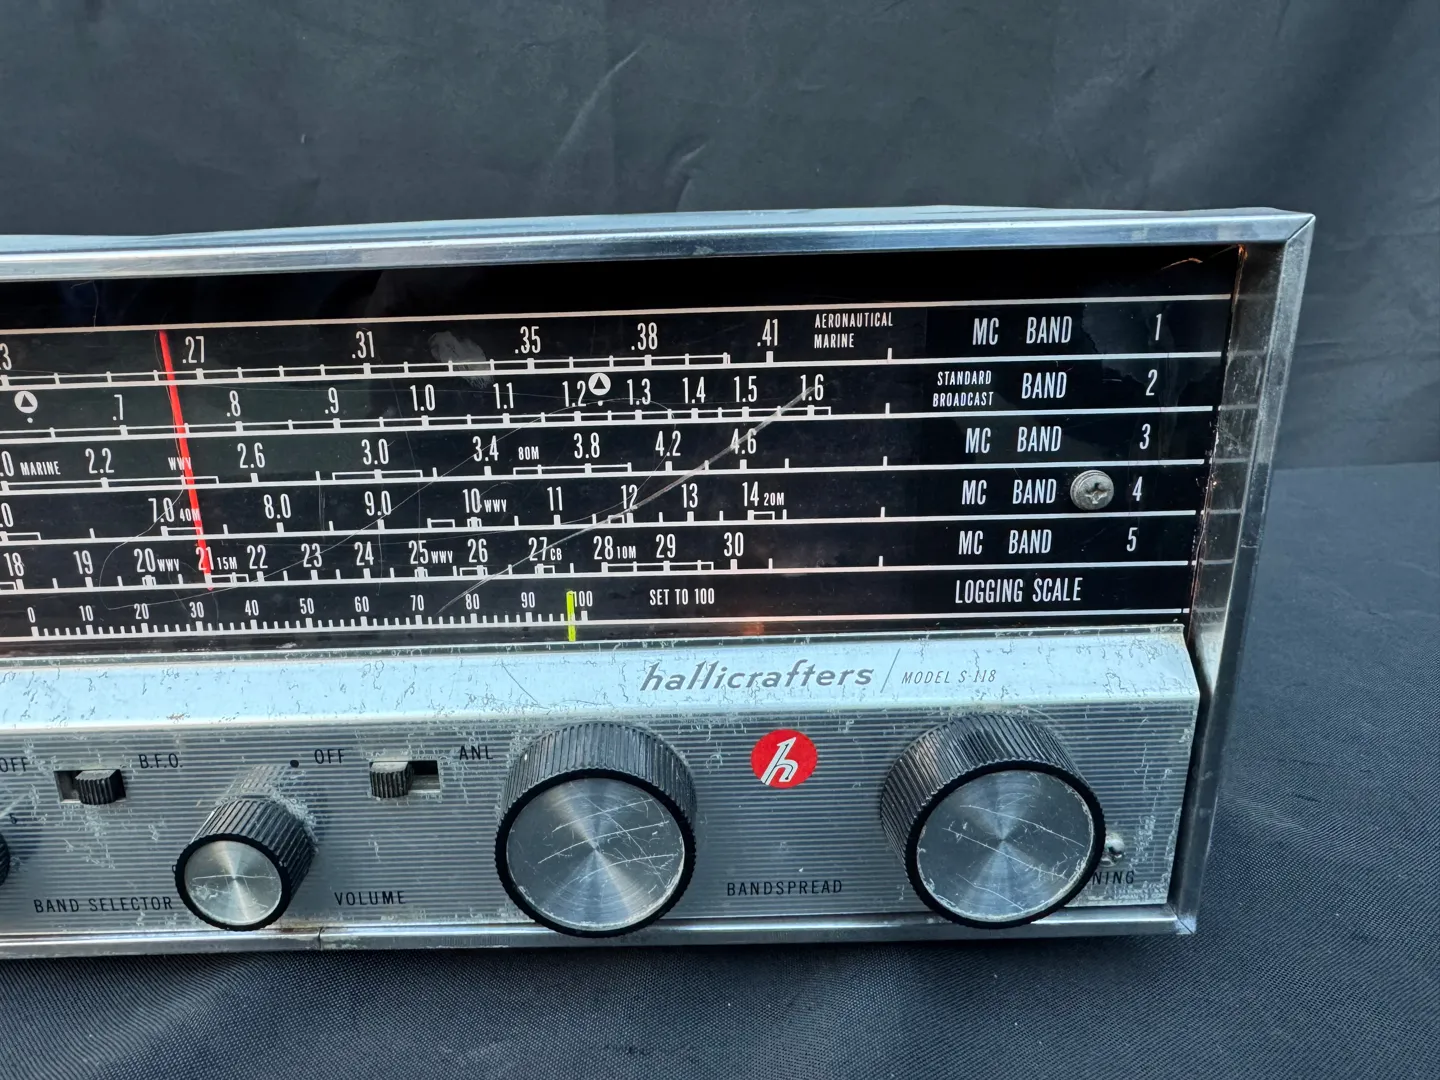 .27 .31 .35 .38 .41 AERONAUTICAL MARINE MC BAND 1
.7 .8 .9 1.0 1.1 1.2 1.3 1.4 1.5 1.6 STANDARD BROADCAST BAND 2
MARINE 2.2 WWV 2.6 3.0 3.4 80M 3.8 4.2 4.6 MC BAND 3
7.0 40M 8.0 9.0 10 WWV 11 12 13 14 20M MC BAND 4
18 19 20 WWV 21 15M 22 23 24 25 WWV 26 27 CB 28 10M 29 30 MC BAND 5
0 10 20 30 40 50 60 70 80 90 100 SET TO 100 LOGGING SCALE
hallicrafters / MODEL S-118
OFF B.F.O. OFF ANL
h
BAND SELECTOR VOLUME BANDSPREAD NING